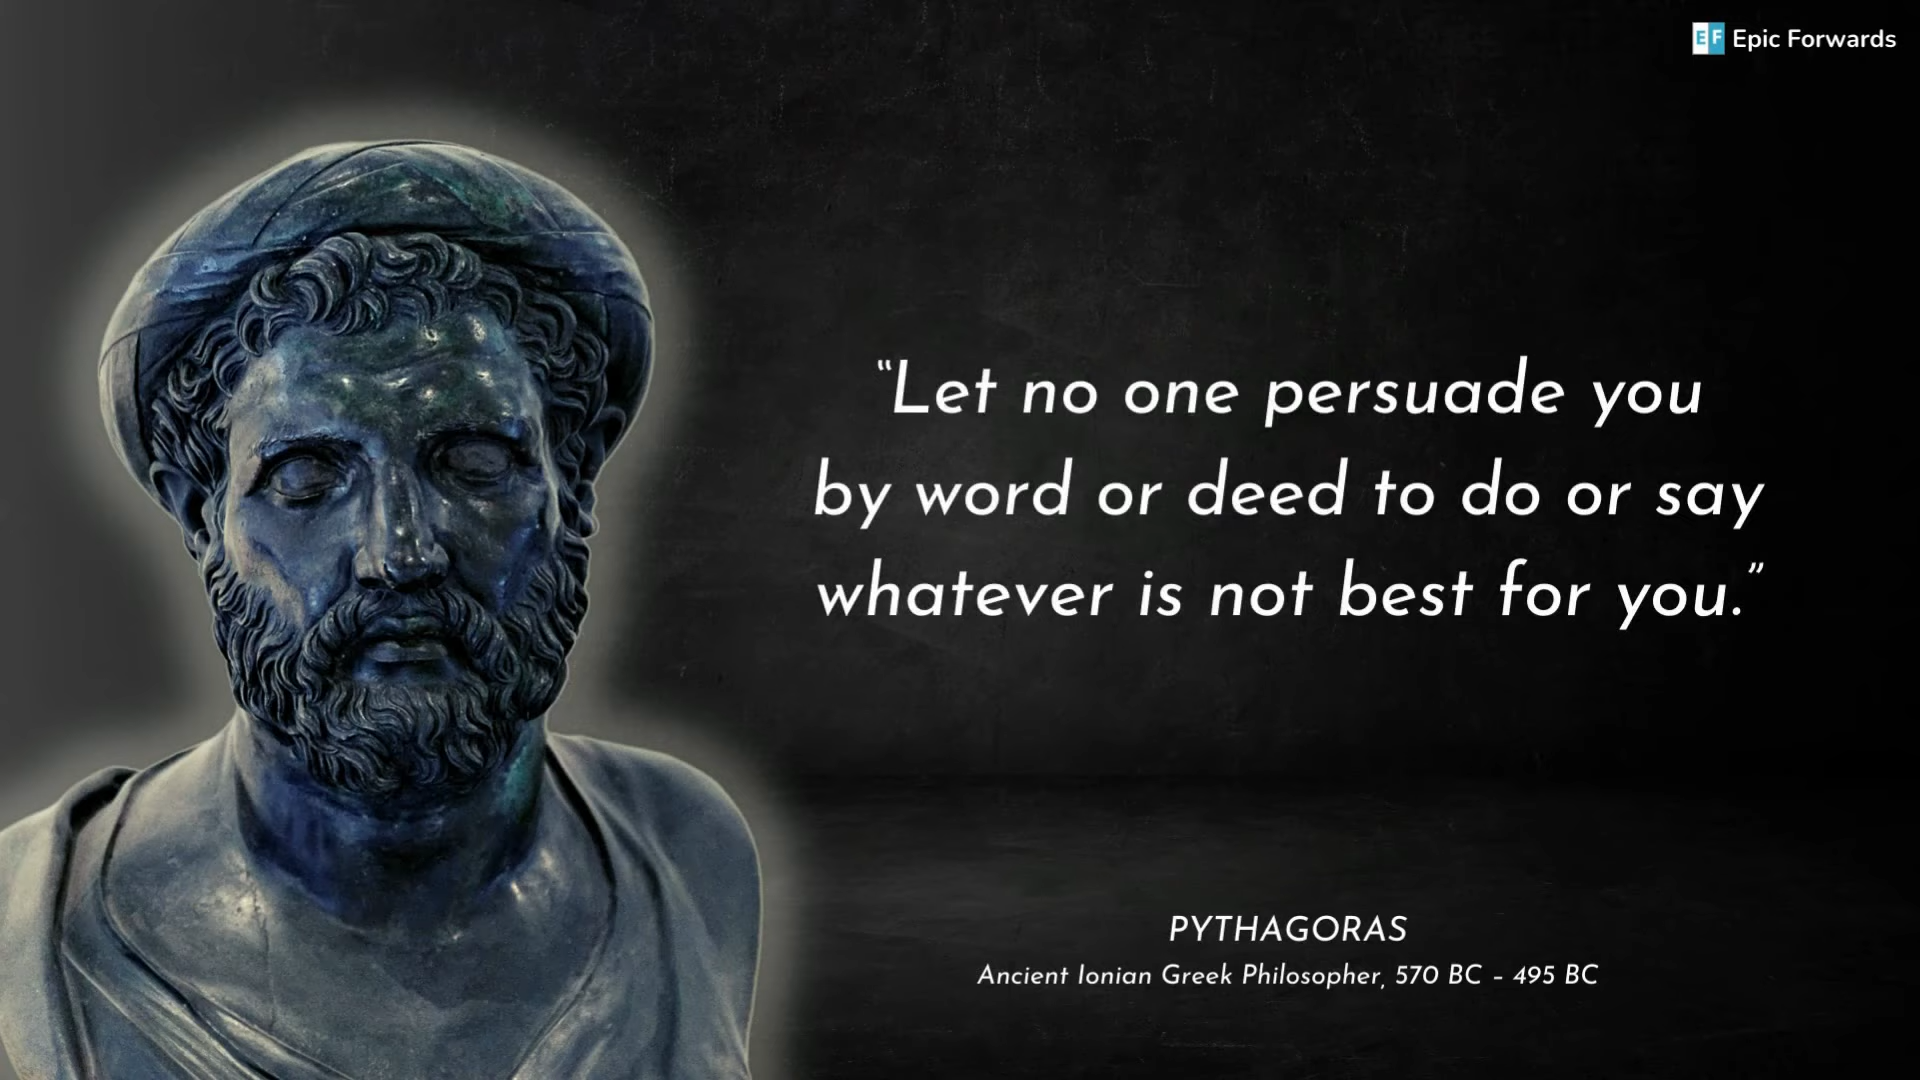 EF Epic Forwards
“Let no one persuade you
by word or deed to do or say
whatever is not best for you.”
PYTHAGORAS
Ancient Ionian Greek Philosopher, 570 BC – 495 BC